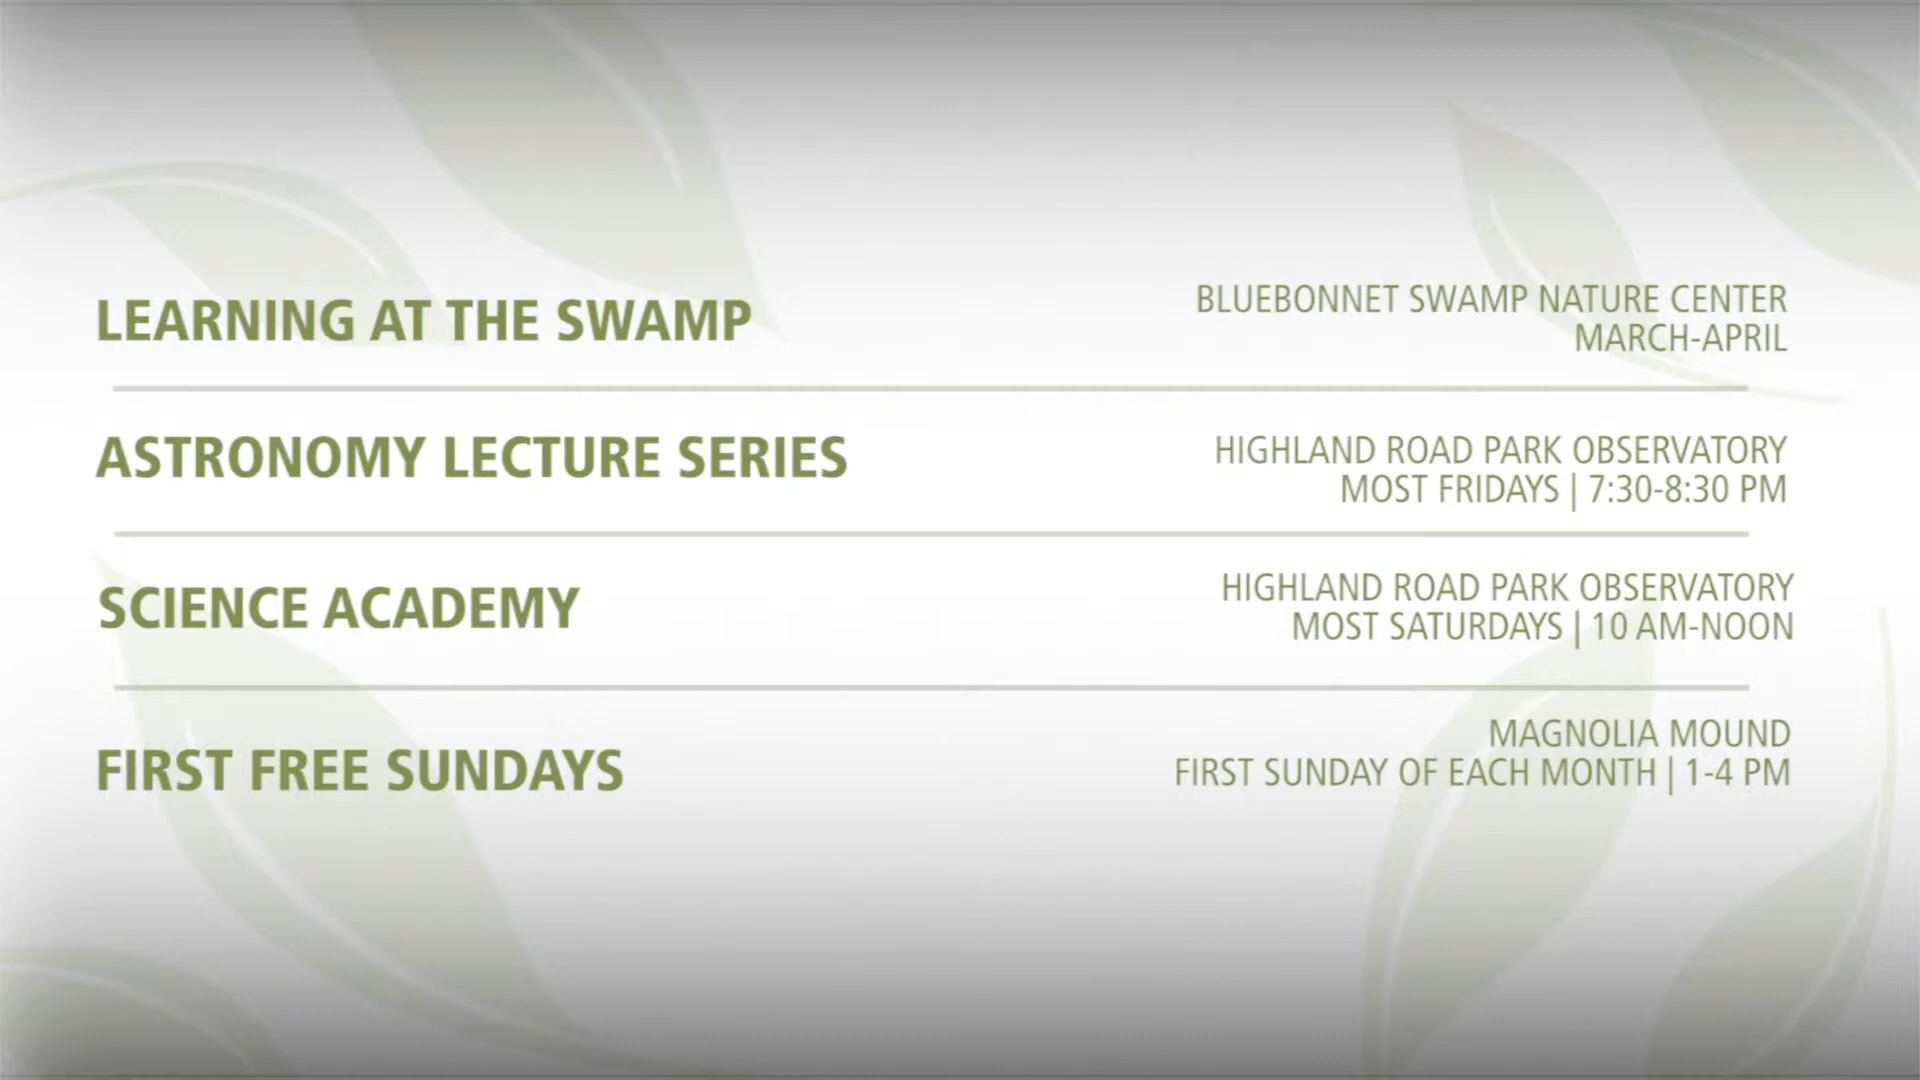 LEARNING AT THE SWAMP
BLUEBONNET SWAMP NATURE CENTER
MARCH-APRIL
ASTRONOMY LECTURE SERIES
HIGHLAND ROAD PARK OBSERVATORY
MOST FRIDAYS | 7:30-8:30 PM
SCIENCE ACADEMY
HIGHLAND ROAD PARK OBSERVATORY
MOST SATURDAYS | 10 AM-NOON
FIRST FREE SUNDAYS
MAGNOLIA MOUND
FIRST SUNDAY OF EACH MONTH | 1-4 PM